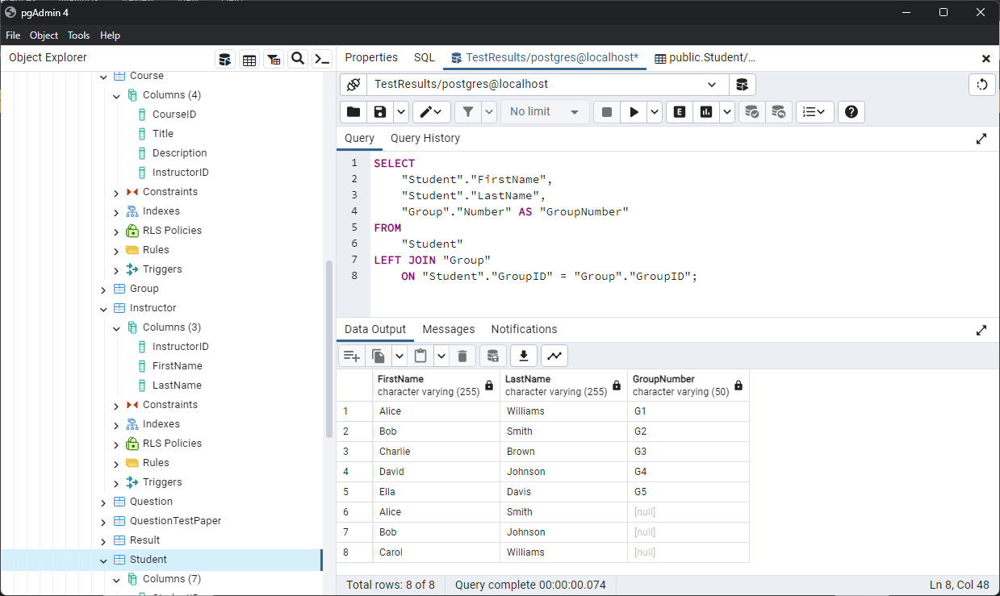 pgAdmin 4
File Object Tools Help
Object Explorer
Course
Columns (4)
CourseID
Title
Description
InstructorID
Constraints
Indexes
RLS Policies
Rules
Triggers
Group
Instructor
Columns (3)
InstructorID
FirstName
LastName
Constraints
Indexes
RLS Policies
Rules
Triggers
Question
QuestionTestPaper
Result
Student
Columns (7)
Properties SQL TestResults/postgres@localhost* public.Student/...
TestResults/postgres@localhost
No limit
E
Query Query History
1 SELECT
2 "Student"."FirstName",
3 "Student"."LastName",
4 "Group"."Number" AS "GroupNumber"
5 FROM
6 "Student"
7 LEFT JOIN "Group"
8 ON "Student"."GroupID" = "Group"."GroupID";
Data Output Messages Notifications
FirstName LastName GroupNumber
character varying (255) character varying (255) character varying (50)
1 Alice Williams G1
2 Bob Smith G2
3 Charlie Brown G3
4 David Johnson G4
5 Ella Davis G5
6 Alice Smith [null]
7 Bob Johnson [null]
8 Carol Williams [null]
Total rows: 8 of 8 Query complete 00:00:00.074 Ln 8, Col 48